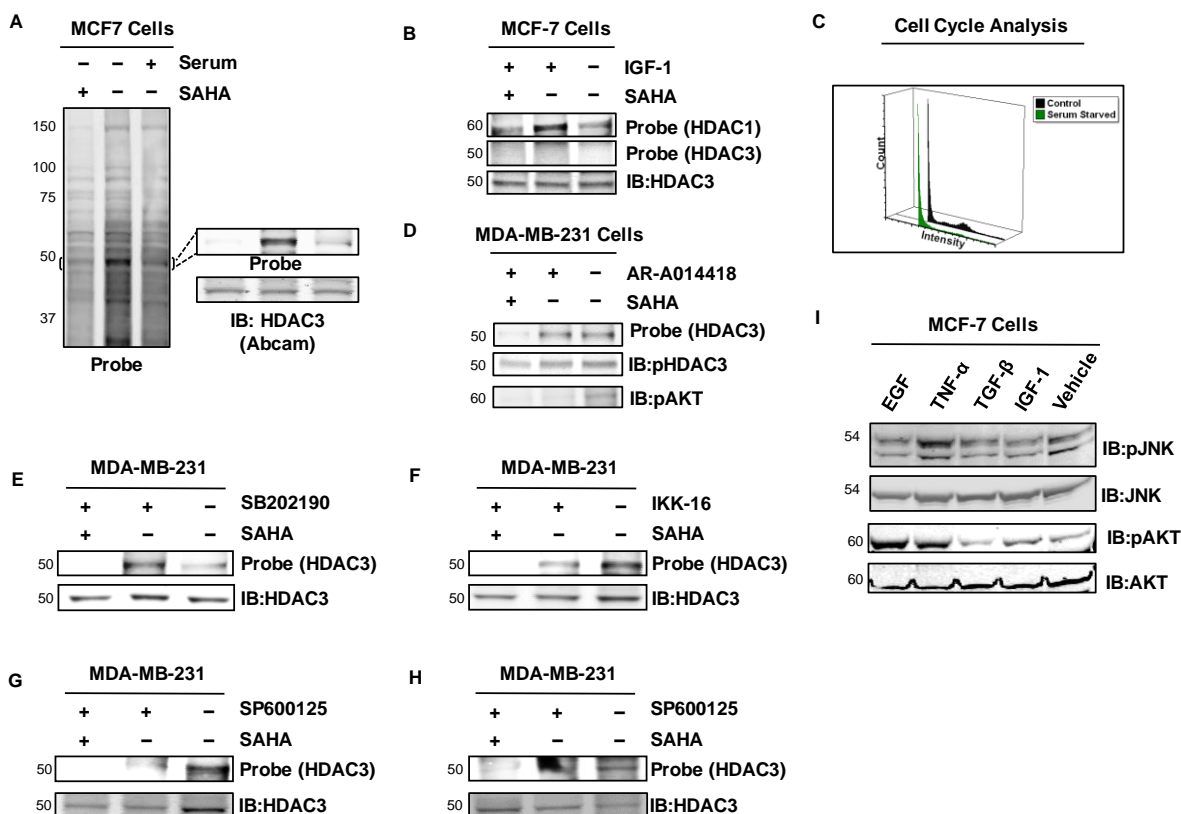 A
MCF7 Cells
– – + Serum
+ – – SAHA
150
100
75
50
37
Probe
Probe
IB: HDAC3
(Abcam)
B
MCF-7 Cells
+ + – IGF-1
+ – – SAHA
60 Probe (HDAC1)
50 Probe (HDAC3)
50 IB:HDAC3
C
Cell Cycle Analysis
Control
Serum Starved
Count
Intensity
D
MDA-MB-231 Cells
+ + – AR-A014418
+ – – SAHA
50 Probe (HDAC3)
50 IB:pHDAC3
60 IB:pAKT
E
MDA-MB-231
+ + – SB202190
+ – – SAHA
50 Probe (HDAC3)
50 IB:HDAC3
F
MDA-MB-231
+ + – IKK-16
+ – – SAHA
50 Probe (HDAC3)
50 IB:HDAC3
G
MDA-MB-231
+ + – SP600125
+ – – SAHA
50 Probe (HDAC3)
50 IB:HDAC3
H
MDA-MB-231
+ + – SP600125
+ – – SAHA
50 Probe (HDAC3)
50 IB:HDAC3
I
MCF-7 Cells
EGF TNF-α TGF-β IGF-1 Vehicle
54 IB:pJNK
54 IB:JNK
60 IB:pAKT
60 IB:AKT